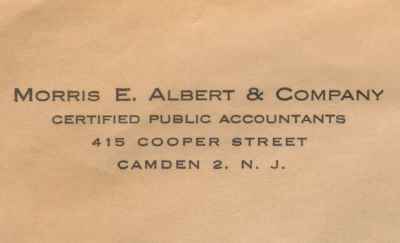 Morris E. Albert & Company
Certified Public Accountants
415 Cooper Street
Camden 2, N. J.